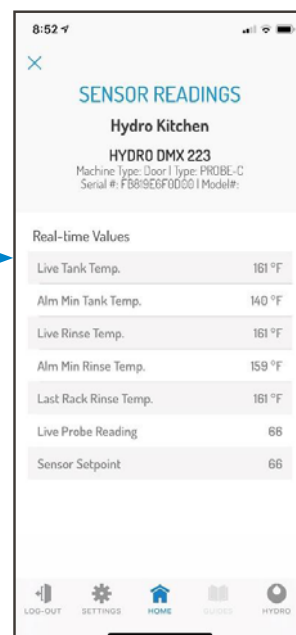 8:52
SENSOR READINGS
Hydro Kitchen
HYDRO DMX 223
Machine Type: Door | Type: PROBE-C
Serial #: FB819E6F0D00 | Model#:
Real-time Values
Live Tank Temp. 161 °F
Alm Min Tank Temp. 140 °F
Live Rinse Temp. 161 °F
Alm Min Rinse Temp. 159 °F
Last Rack Rinse Temp. 161 °F
Live Probe Reading 66
Sensor Setpoint 66
LOG-OUT SETTINGS HOME GUIDES HYDRO